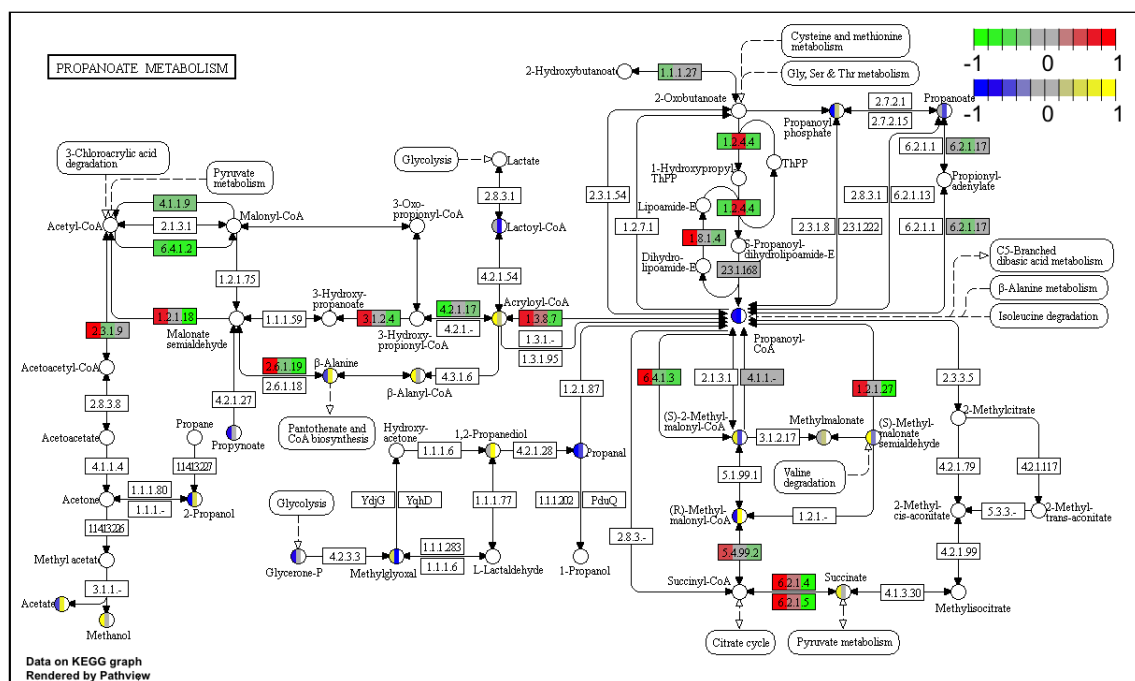 PROPANOATE METABOLISM
-1 0 1
-1 0 1
Cysteine and methionine
metabolism
Gly, Ser & Thr metabolism
2-Hydroxybutanoat
1.1.1.27
2-Oxobutanoate
Propanoyl
phosphate
2.7.2.1
2.7.2.15
Propanoate
1.2.4.4
ThPP
1-Hydroxypropyl
ThPP
6.2.1.1
6.2.1.17
Propionyl-
adenylate
3-Chloroacrylic acid
degradation
Pyruvate
metabolism
Glycolysis
Lactate
2.8.3.1
2.3.1.54
1.2.7.1
Lipoamide-E
1.2.4.4
2.8.3.1
6.2.1.13
4.1.1.9
Acetyl-CoA
2.1.3.1
Malonyl-CoA
6.4.1.2
3-Oxo-
propionyl-CoA
Lactoyl-CoA
1.8.1.4
S-Propanoyl-
dihydrolipoamide-E
Dihydro-
lipoamide-E
2.3.1.168
2.3.1.8
2.3.1.222
6.2.1.1
6.2.1.17
C5-Branched
dibasic acid metabolism
β-Alanine metabolism
Isoleucine degradation
1.2.1.75
4.2.1.54
3-Hydroxy-
propanoate
4.2.1.17
Acryloyl-CoA
1.2.1.18
Malonate
semialdehyde
1.1.1.59
3.1.2.4
3-Hydroxy-
propionyl-CoA
4.2.1.-
1.3.8.7
1.3.1.-
1.3.1.95
Propanoyl-
CoA
2.3.1.9
2.6.1.19
2.6.1.18
β-Alanine
4.3.1.6
β-Alanyl-CoA
Acetoacetyl-CoA
4.2.1.27
1.2.1.87
6.4.1.3
2.1.3.1
4.1.1.-
1.2.1.27
2.3.3.5
2.8.3.8
Propane
Propynoate
Pantothenate and
CoA biosynthesis
(S)-2-Methyl-
malonyl-CoA
Methylmalonate
3.1.2.17
(S)-Methyl-
malonate
semialdehyde
2-Methylcitrate
Acetoacetate
Hydroxy-
acetone
1,2-Propanediol
1.1.1.6
4.2.1.28
Propanal
4.1.1.4
1.14.13.227
5.1.99.1
Valine
degradation
4.2.1.79
4.2.1.117
Acetone
1.1.1.80
1.1.1.-
2-Propanol
Glycolysis
YdjG
YqhD
1.1.1.77
1.1.1.202
PduQ
(R)-Methyl-
malonyl-CoA
1.2.1.-
2-Methyl-
cis-aconitate
5.3.3.-
2-Methyl-
trans-aconitate
1.14.13.226
2.8.3.-
5.4.99.2
4.2.1.99
Methyl acetat
Glycerone-P
4.2.3.3
Methylglyoxal
1.1.1.283
1.1.1.6
L-Lactaldehyde
1-Propanol
3.1.1.-
Succinyl-CoA
6.2.1.4
6.2.1.5
Succinate
4.1.3.30
Methylisocitrate
Acetate
Methanol
Citrate cycle
Pyruvate metabolism
Data on KEGG graph
Rendered by Pathview